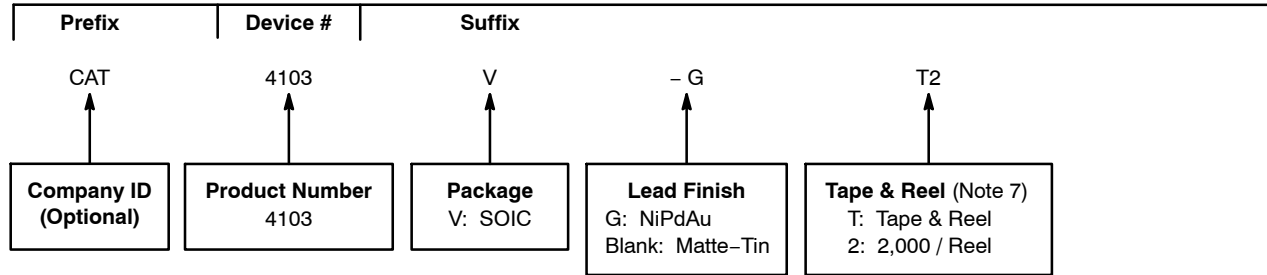 Prefix Device # Suffix
CAT 4103 V – G T2
Company ID
(Optional)
Product Number
4103
Package
V: SOIC
Lead Finish
G: NiPdAu
Blank: Matte–Tin
Tape & Reel (Note 7)
T: Tape & Reel
2: 2,000 / Reel